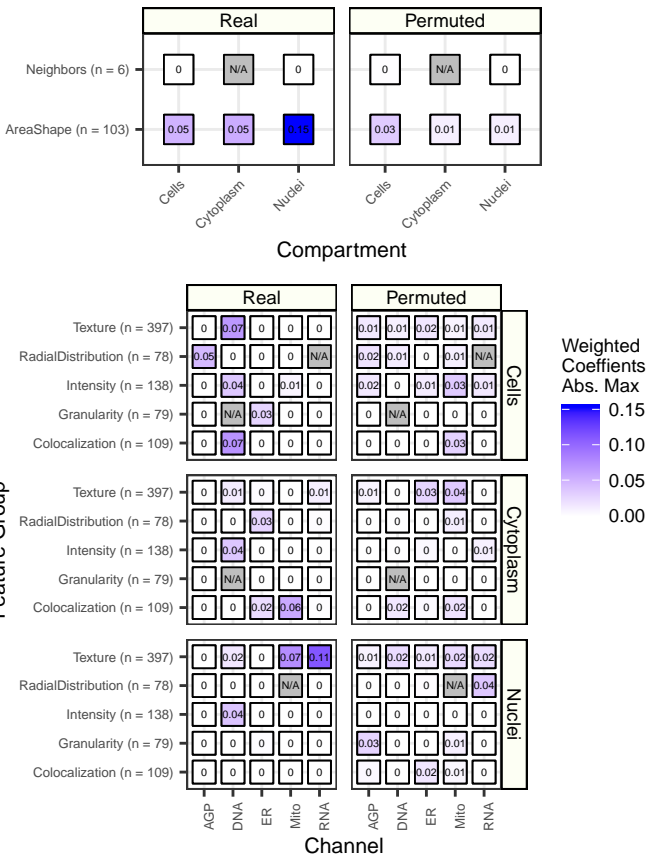 Real Permuted
Neighbors (n = 6) 0 N/A 0 0 N/A 0
AreaShape (n = 103) 0.05 0.05 0.15 0.03 0.01 0.01
Cells Cytoplasm Nuclei Cells Cytoplasm Nuclei
Compartment
Real Permuted
Texture (n = 397) 0 0.07 0 0 0 0.01 0.01 0.02 0.01 0.01
RadialDistribution (n = 78) 0.05 0 0 0 N/A 0.02 0.01 0 0.01 N/A
Intensity (n = 138) 0 0.04 0 0.01 0 0.02 0 0.01 0.03 0.01
Granularity (n = 79) 0 N/A 0.03 0 0 0 N/A 0 0 0
Colocalization (n = 109) 0 0.07 0 0 0 0 0 0 0.03 0
Cells
Texture (n = 397) 0 0.01 0 0 0.01 0.01 0 0.03 0.04 0
RadialDistribution (n = 78) 0 0 0.03 0 0 0 0 0 0.01 0
Intensity (n = 138) 0 0.04 0 0 0 0 0 0 0 0.01
Granularity (n = 79) 0 N/A 0 0 0 0 N/A 0 0 0
Colocalization (n = 109) 0 0 0.02 0.06 0 0 0.02 0 0.02 0
Cytoplasm
Texture (n = 397) 0 0.02 0 0.07 0.11 0.01 0.02 0.01 0.02 0.02
RadialDistribution (n = 78) 0 0 0 N/A 0 0 0 0 N/A 0.04
Intensity (n = 138) 0 0.04 0 0 0 0 0 0 0 0
Granularity (n = 79) 0 0 0 0 0 0.03 0 0 0.01 0
Colocalization (n = 109) 0 0 0 0 0 0 0 0.02 0.01 0
Nuclei
AGP DNA ER Mito RNA AGP DNA ER Mito RNA
Channel
Feature Group
Weighted
Coeffients
Abs. Max
0.15
0.10
0.05
0.00